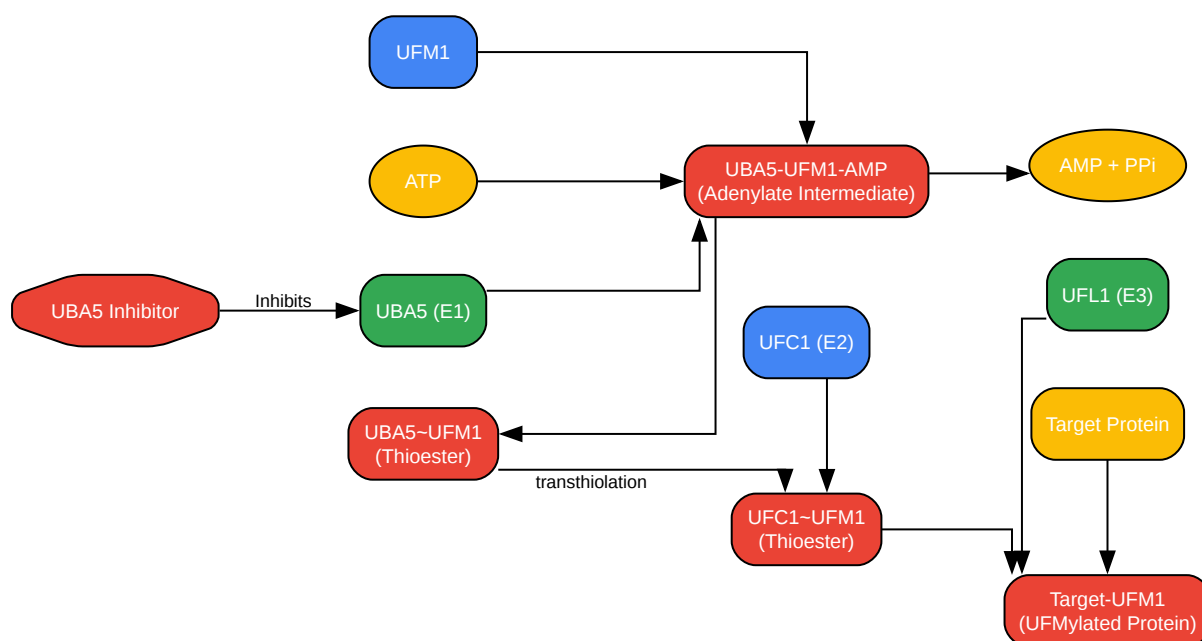 UFM1
ATP
UBA5-UFM1-AMP
(Adenylate Intermediate)
AMP + PPi
UBA5 Inhibitor
Inhibits
UBA5 (E1)
UFL1 (E3)
UFC1 (E2)
Target Protein
UBA5~UFM1
(Thioester)
transthiolation
UFC1~UFM1
(Thioester)
Target-UFM1
(UFMylated Protein)